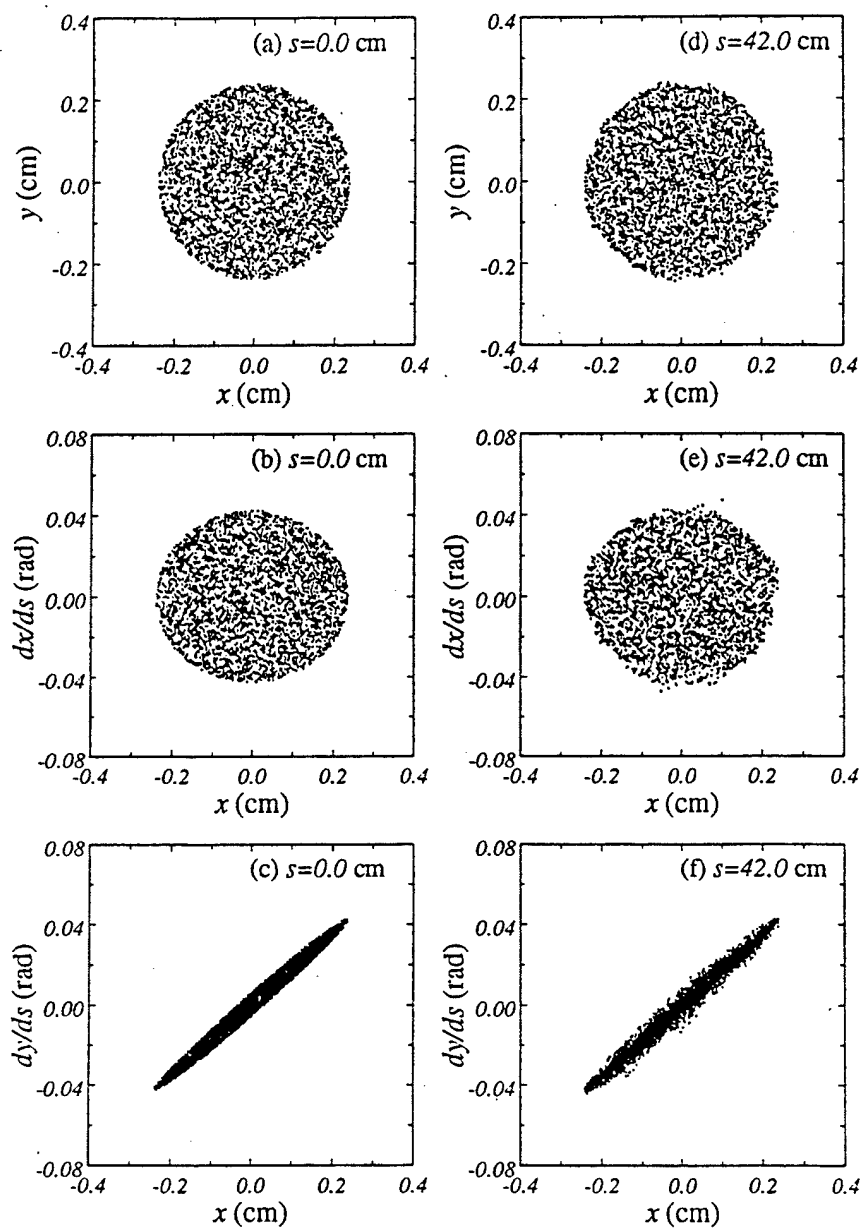 (a) s=0.0 cm
0.4
0.2
0.0
-0.2
-0.4
y (cm)
-0.4 -0.2 0.0 0.2 0.4
x (cm)
(d) s=42.0 cm
0.4
0.2
0.0
-0.2
-0.4
y (cm)
-0.4 -0.2 0.0 0.2 0.4
x (cm)
(b) s=0.0 cm
0.08
0.04
0.00
-0.04
-0.08
dx/ds (rad)
-0.4 -0.2 0.0 0.2 0.4
x (cm)
(e) s=42.0 cm
0.08
0.04
0.00
-0.04
-0.08
dx/ds (rad)
-0.4 -0.2 0.0 0.2 0.4
x (cm)
(c) s=0.0 cm
0.08
0.04
0.00
-0.04
-0.08
dy/ds (rad)
-0.4 -0.2 0.0 0.2 0.4
x (cm)
(f) s=42.0 cm
0.08
0.04
0.00
-0.04
-0.08
dy/ds (rad)
-0.4 -0.2 0.0 0.2 0.4
x (cm)